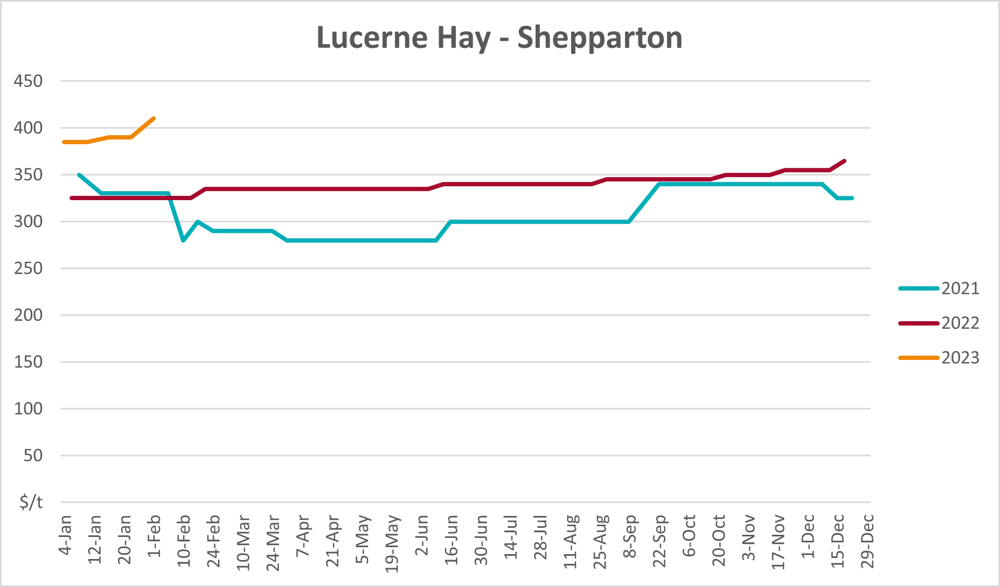 Lucerne Hay - Shepparton
450
400
350
300
250
200
150
100
50
$/t
4-Jan
12-Jan
20-Jan
1-Feb
10-Feb
24-Feb
10-Mar
24-Mar
7-Apr
21-Apr
5-May
19-May
2-Jun
16-Jun
30-Jun
14-Jul
28-Jul
11-Aug
25-Aug
8-Sep
22-Sep
6-Oct
20-Oct
3-Nov
17-Nov
1-Dec
15-Dec
29-Dec
2021
2022
2023